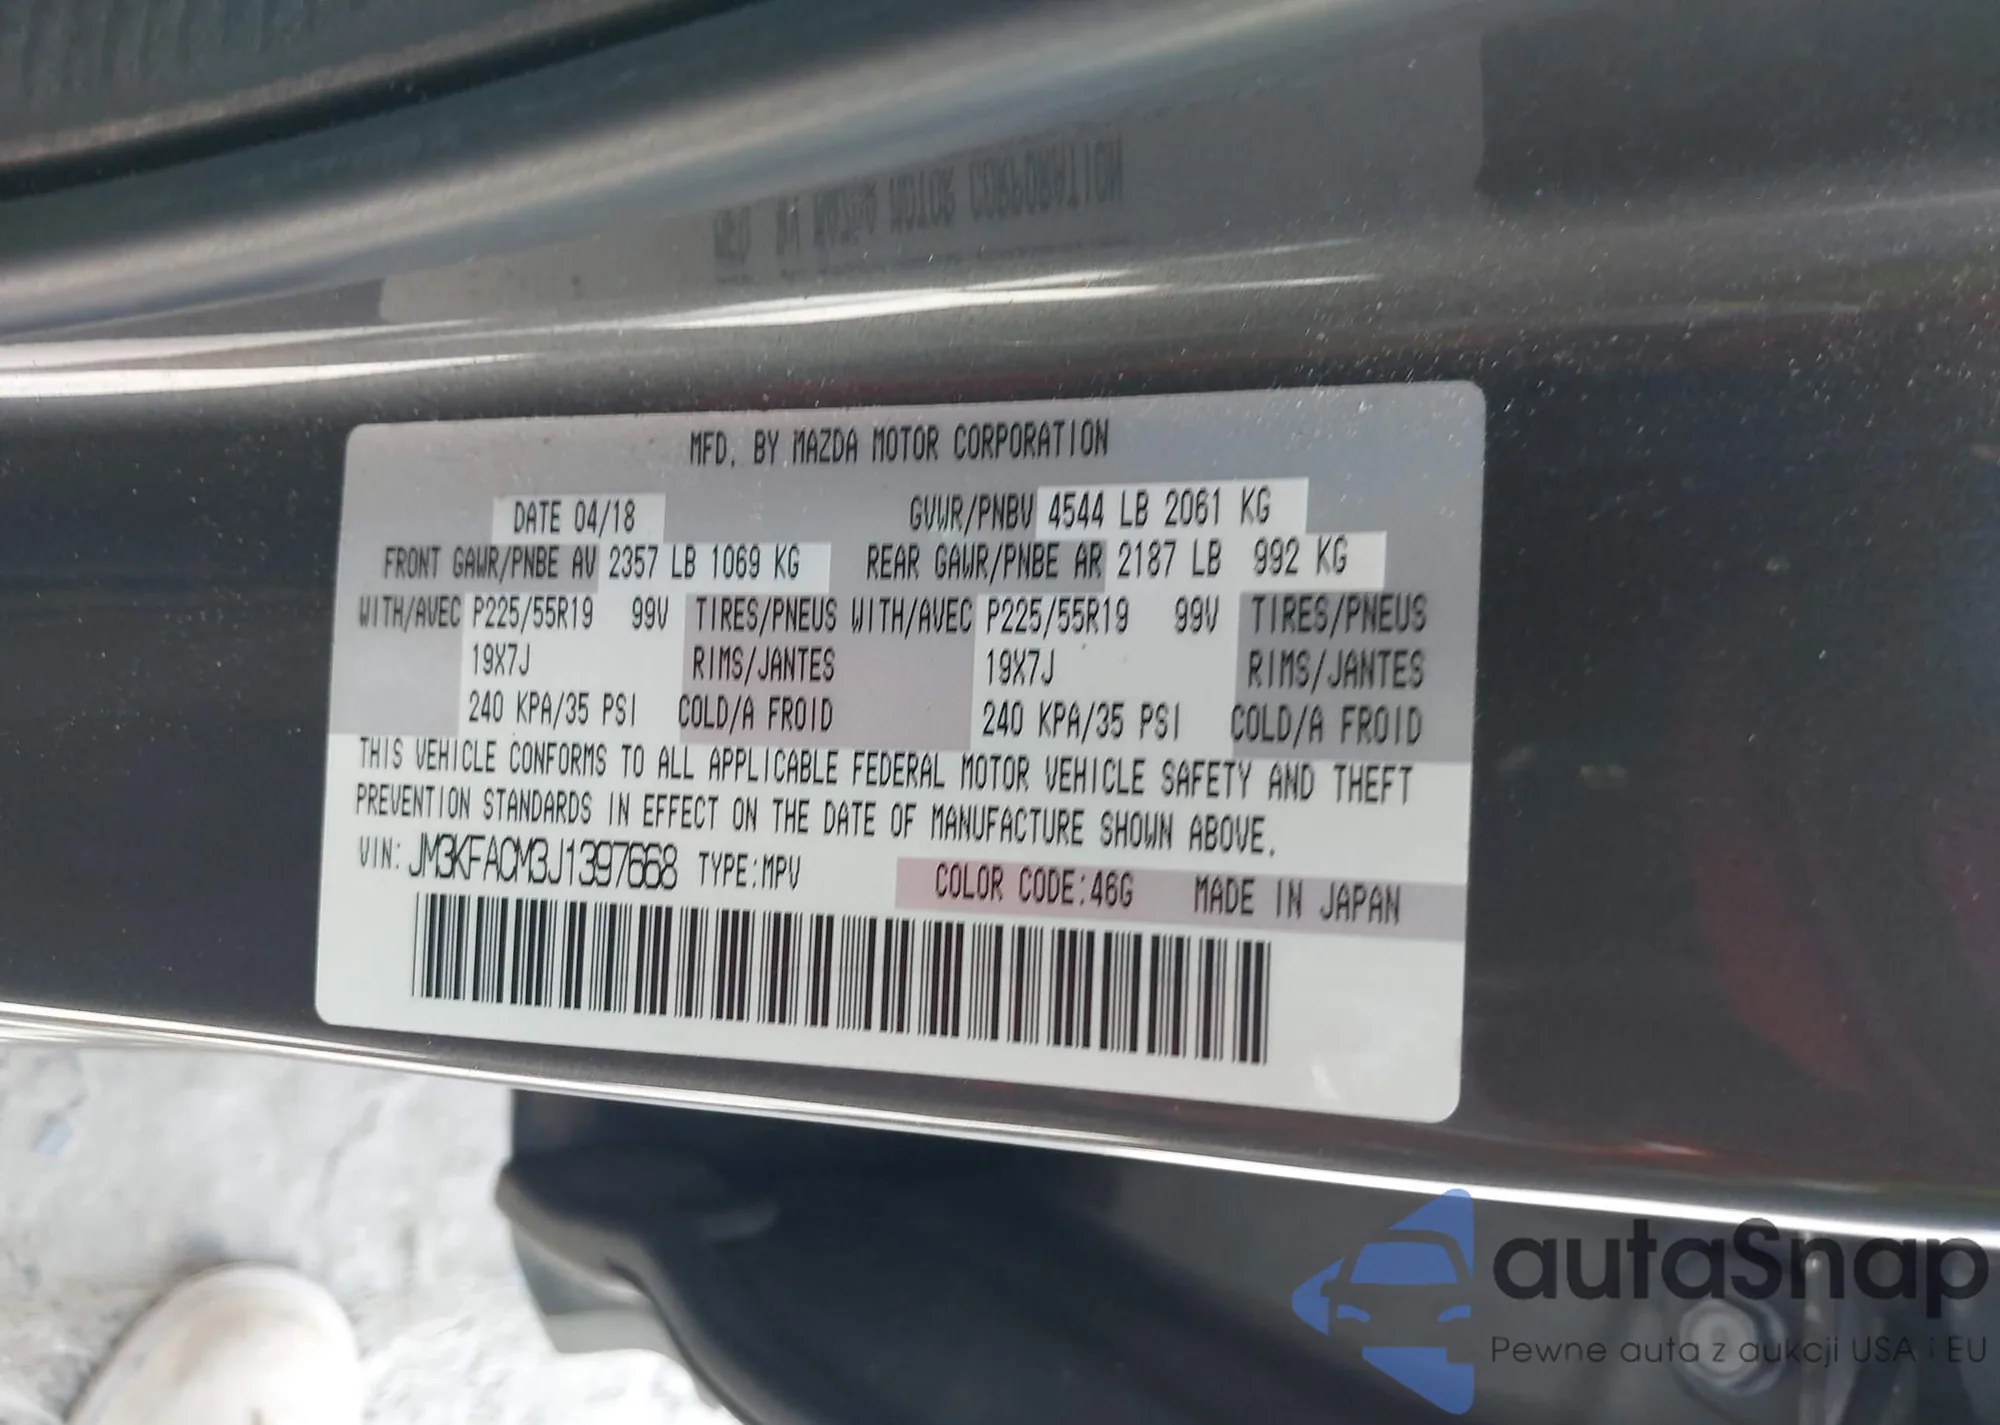 MFD. BY MAZDA MOTOR CORPORATION
DATE 04/18 GVWR/PNBV 4544 LB 2061 KG
FRONT GAWR/PNBE AV 2357 LB 1069 KG REAR GAWR/PNBE AR 2187 LB 992 KG
WITH/AVEC P225/55R19 99V TIRES/PNEUS WITH/AVEC P225/55R19 99V TIRES/PNEUS
19X7J RIMS/JANTES 19X7J RIMS/JANTES
240 KPA/35 PSI COLD/A FROID 240 KPA/35 PSI COLD/A FROID
THIS VEHICLE CONFORMS TO ALL APPLICABLE FEDERAL MOTOR VEHICLE SAFETY AND THEFT
PREVENTION STANDARDS IN EFFECT ON THE DATE OF MANUFACTURE SHOWN ABOVE.
VIN: JM3KFACM3J1397668 TYPE:MPV COLOR CODE:46G MADE IN JAPAN
autaSnap
Pewne auta z aukcji USA i EU